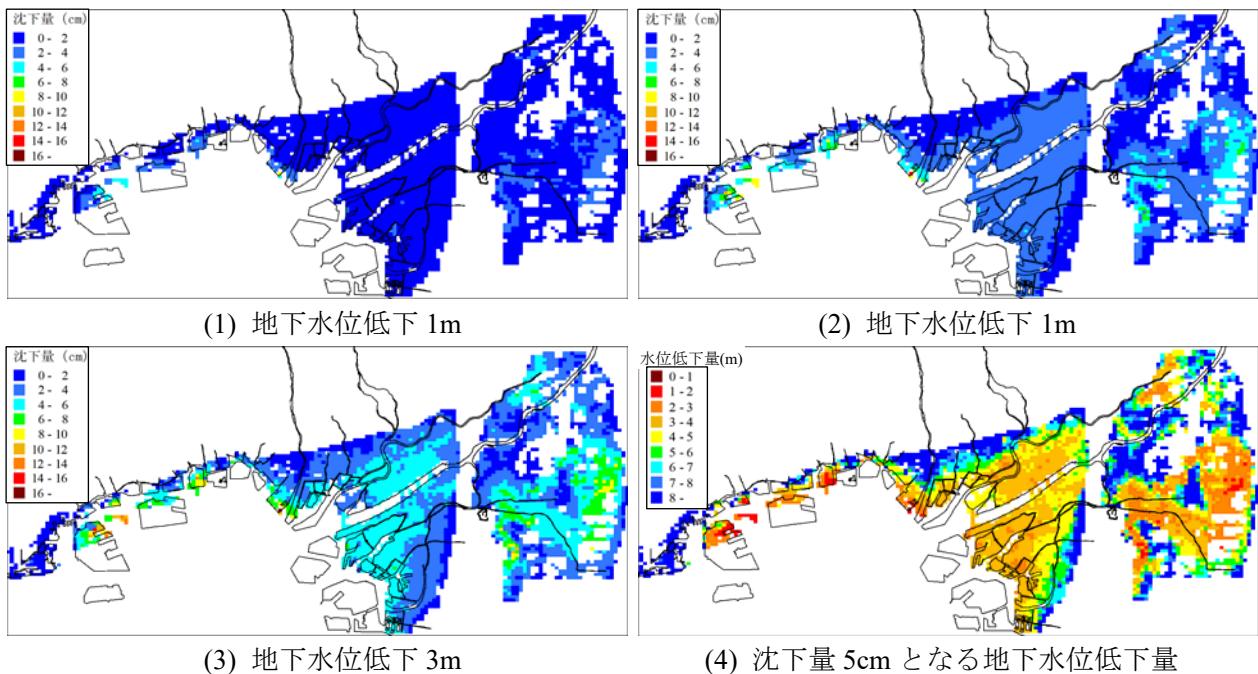 沈下量 (cm)
0 - 2
2 - 4
4 - 6
6 - 8
8 - 10
10 - 12
12 - 14
14 - 16
16 -
(1) 地下水位低下 1m
沈下量 (cm)
0 - 2
2 - 4
4 - 6
6 - 8
8 - 10
10 - 12
12 - 14
14 - 16
16 -
(2) 地下水位低下 1m
沈下量 (cm)
0 - 2
2 - 4
4 - 6
6 - 8
8 - 10
10 - 12
12 - 14
14 - 16
16 -
(3) 地下水位低下 3m
水位低下量(m)
0 - 1
1 - 2
2 - 3
3 - 4
4 - 5
5 - 6
6 - 7
7 - 8
8 -
(4) 沈下量 5cm となる地下水位低下量